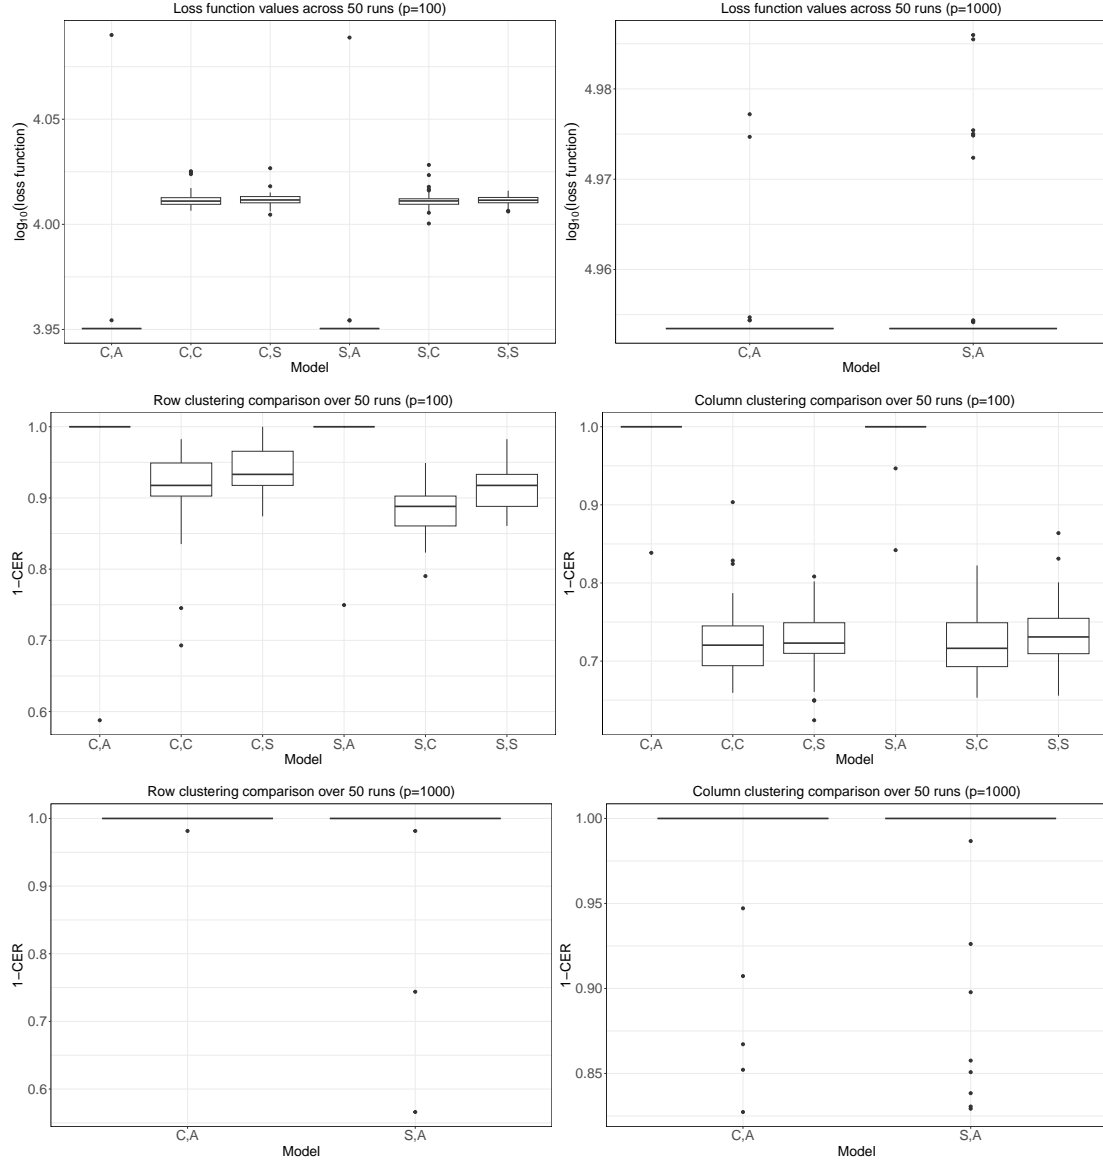 Loss function values across 50 runs (p=100)
log10(loss function)
4.05
4.00
3.95
C,A C,C C,S S,A S,C S,S
Model
Loss function values across 50 runs (p=1000)
log10(loss function)
4.98
4.97
4.96
C,A S,A
Model
Row clustering comparison over 50 runs (p=100)
1−CER
1.0
0.9
0.8
0.7
0.6
C,A C,C C,S S,A S,C S,S
Model
Column clustering comparison over 50 runs (p=100)
1−CER
1.0
0.9
0.8
0.7
C,A C,C C,S S,A S,C S,S
Model
Row clustering comparison over 50 runs (p=1000)
1−CER
1.0
0.9
0.8
0.7
0.6
C,A S,A
Model
Column clustering comparison over 50 runs (p=1000)
1−CER
1.00
0.95
0.90
0.85
C,A S,A
Model